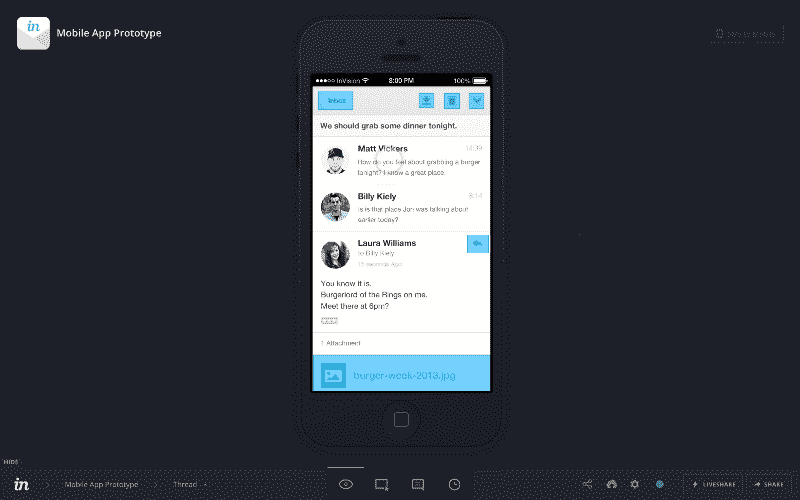 in
Mobile App Prototype
InVision
8:00 PM
100%
Inbox
We should grab some dinner tonight.
Matt Vickers
14:39
How do you feel about grabbing a burger
tonight? I know a great place.
Billy Kiely
8:14
Is is that place Jon was talking about
earlier today?
Laura Williams
to Billy Kiely
15 seconds ago
You know it is.
Burgerlord of the Rings on me.
Meet there at 6pm?
1 Attachment
burger-week-2013.jpg
HIDE
in
Mobile App Prototype
Thread
LIVESHARE
SHARE